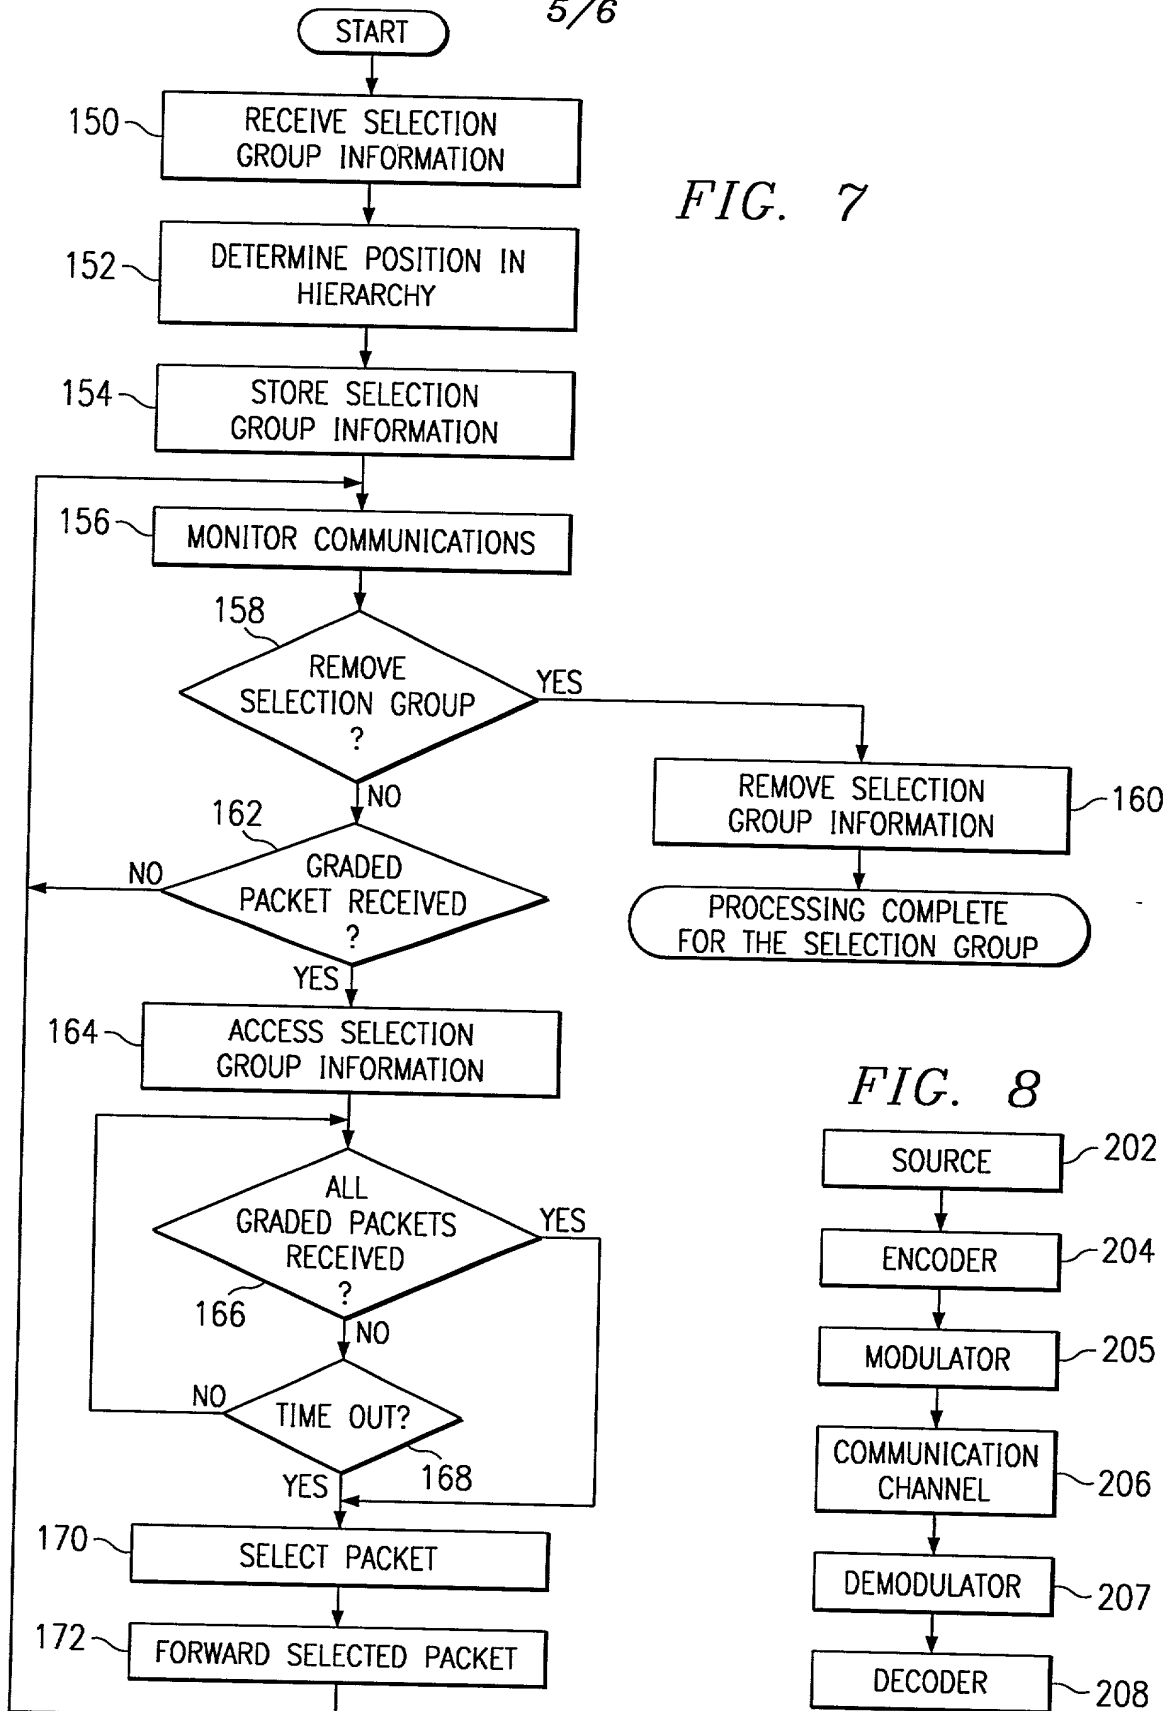 5/6
START
150
RECEIVE SELECTION
GROUP INFORMATION
FIG. 7
152
DETERMINE POSITION IN
HIERARCHY
154
STORE SELECTION
GROUP INFORMATION
156
MONITOR COMMUNICATIONS
158
REMOVE
SELECTION GROUP
?
YES
NO
REMOVE SELECTION
GROUP INFORMATION
160
PROCESSING COMPLETE
FOR THE SELECTION GROUP
162
GRADED
PACKET RECEIVED
?
NO
YES
164
ACCESS SELECTION
GROUP INFORMATION
ALL
GRADED PACKETS
RECEIVED
?
166
YES
NO
TIME OUT?
168
NO
YES
170
SELECT PACKET
172
FORWARD SELECTED PACKET
FIG. 8
SOURCE
202
ENCODER
204
MODULATOR
205
COMMUNICATION
CHANNEL
206
DEMODULATOR
207
DECODER
208